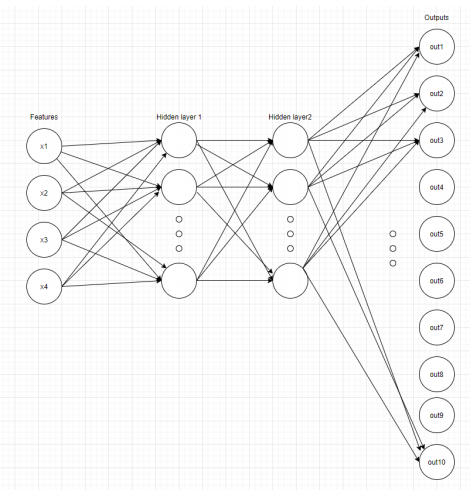 Outputs
out1
out2
Features
Hidden layer 1
Hidden layer2
x1
out3
x2
out4
x3
out5
x4
out6
out7
out8
out9
out10